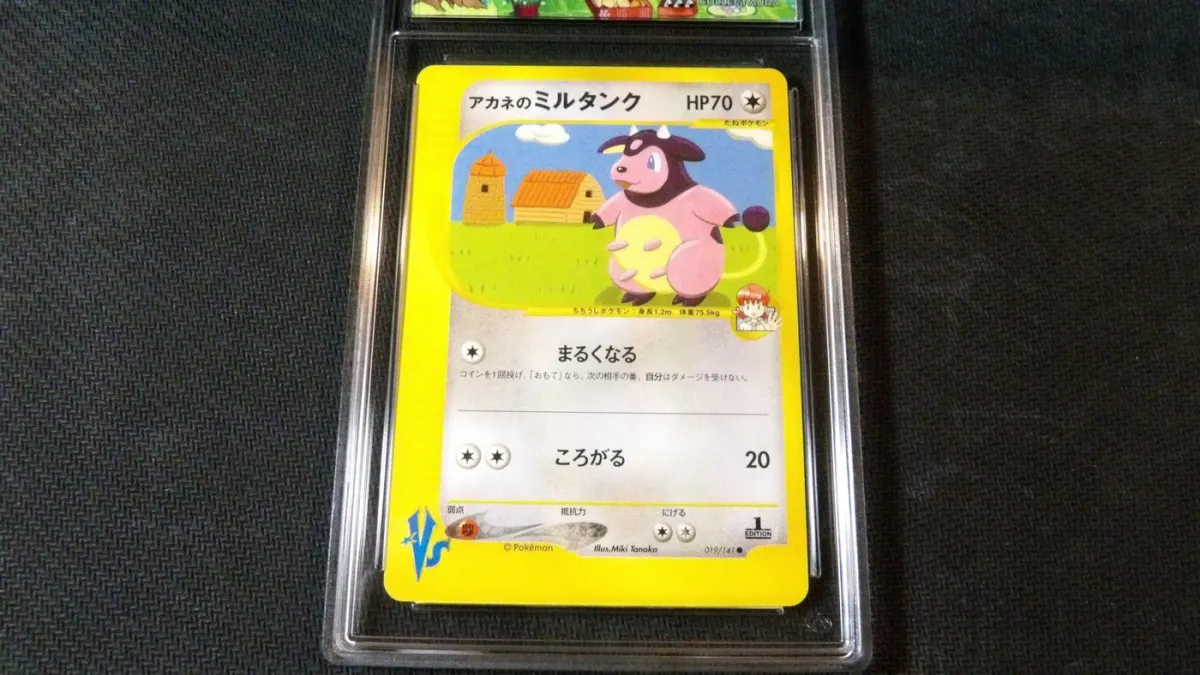 COLLECT AURA
アカネのミルタンク HP70
たねポケモン
ちちうしポケモン：身長1.2m、体重75.5kg
まるくなる
コインを1回投げ、「おもて」なら、次の相手の番、自分はダメージを受けない。
ころがる 20
弱点 抵抗力 にげる
VS
1
EDITION
©Pokémon Illus.Miki Tanaka 019/141●